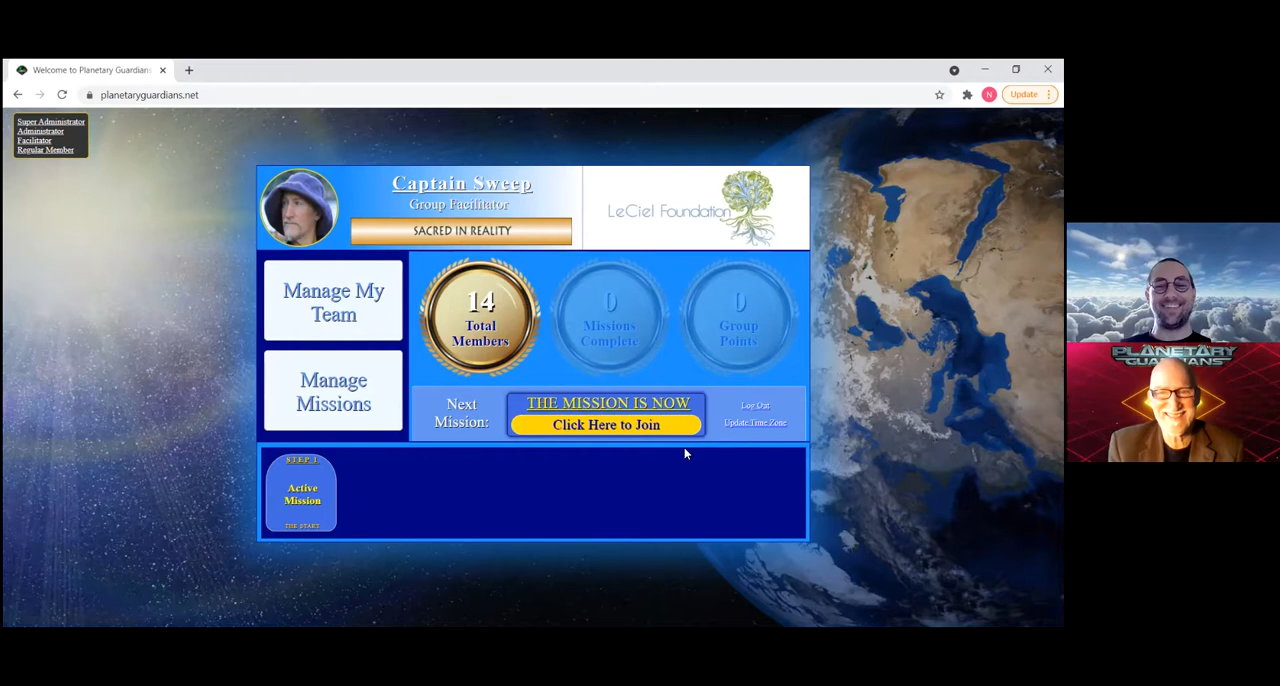 Welcome to Planetary Guardians
planetaryguardians.net
Update
N
Super Administrator
Administrator
Facilitator
Regular Member
Captain Sweep
Group Facilitator
SACRED IN REALITY
LeCiel Foundation
Manage My
Team
14
Total
Members
0
Missions
Complete
0
Group
Points
Manage
Missions
Next
Mission:
THE MISSION IS NOW
Click Here to Join
Log Out
Update Time Zone
STEP 1
Active
Mission
THE START
PLANETARY
GUARDIANS